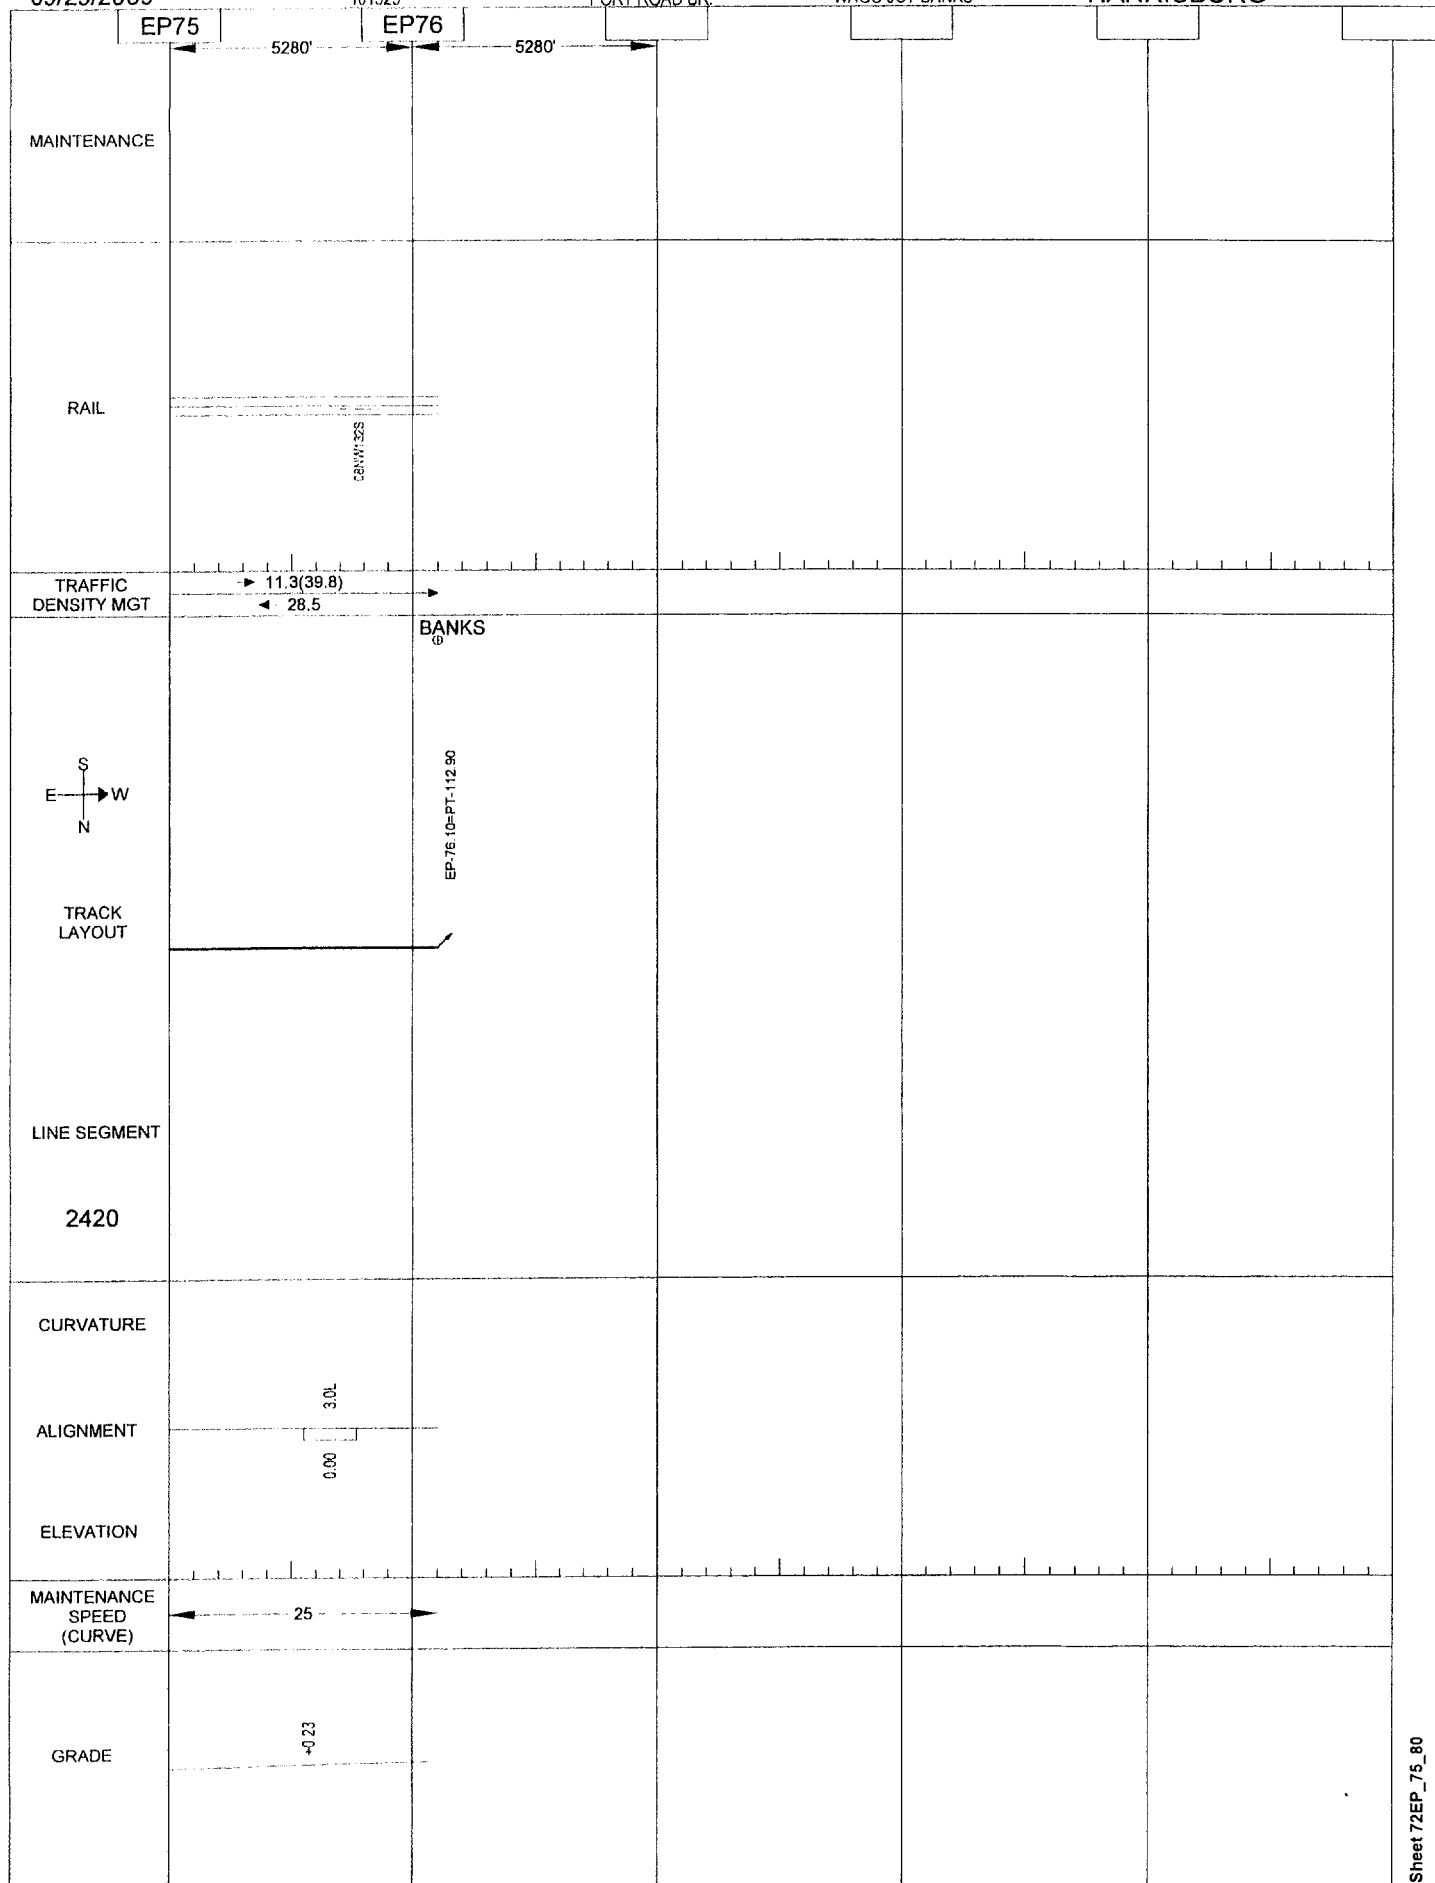 EP75
EP76
5280'
5280'
MAINTENANCE
RAIL
TRAFFIC
DENSITY MGT
11.3(39.8)
28.5
BANKS
S
E W
N
EP-76.10=PT-112.90
TRACK
LAYOUT
LINE SEGMENT
2420
CURVATURE
3.0L
ALIGNMENT
0.00
ELEVATION
MAINTENANCE
SPEED
(CURVE)
25
+0.23
GRADE
Sheet 72EP_75_80